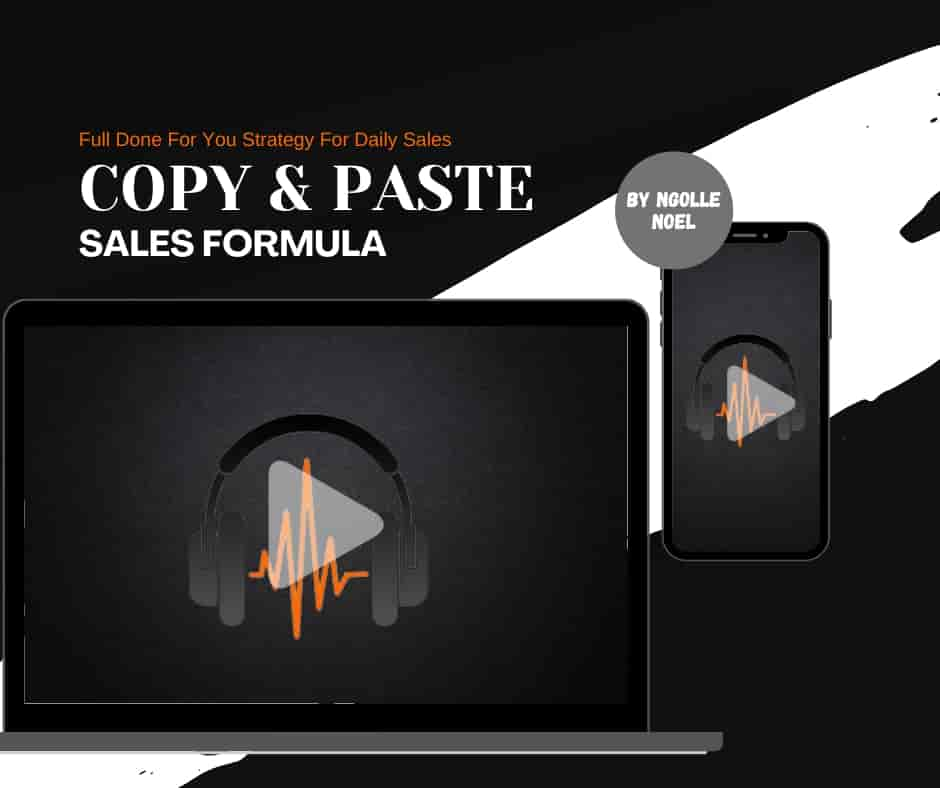 Full Done For You Strategy For Daily Sales
COPY & PASTE
SALES FORMULA
BY NGOLLE
NOEL